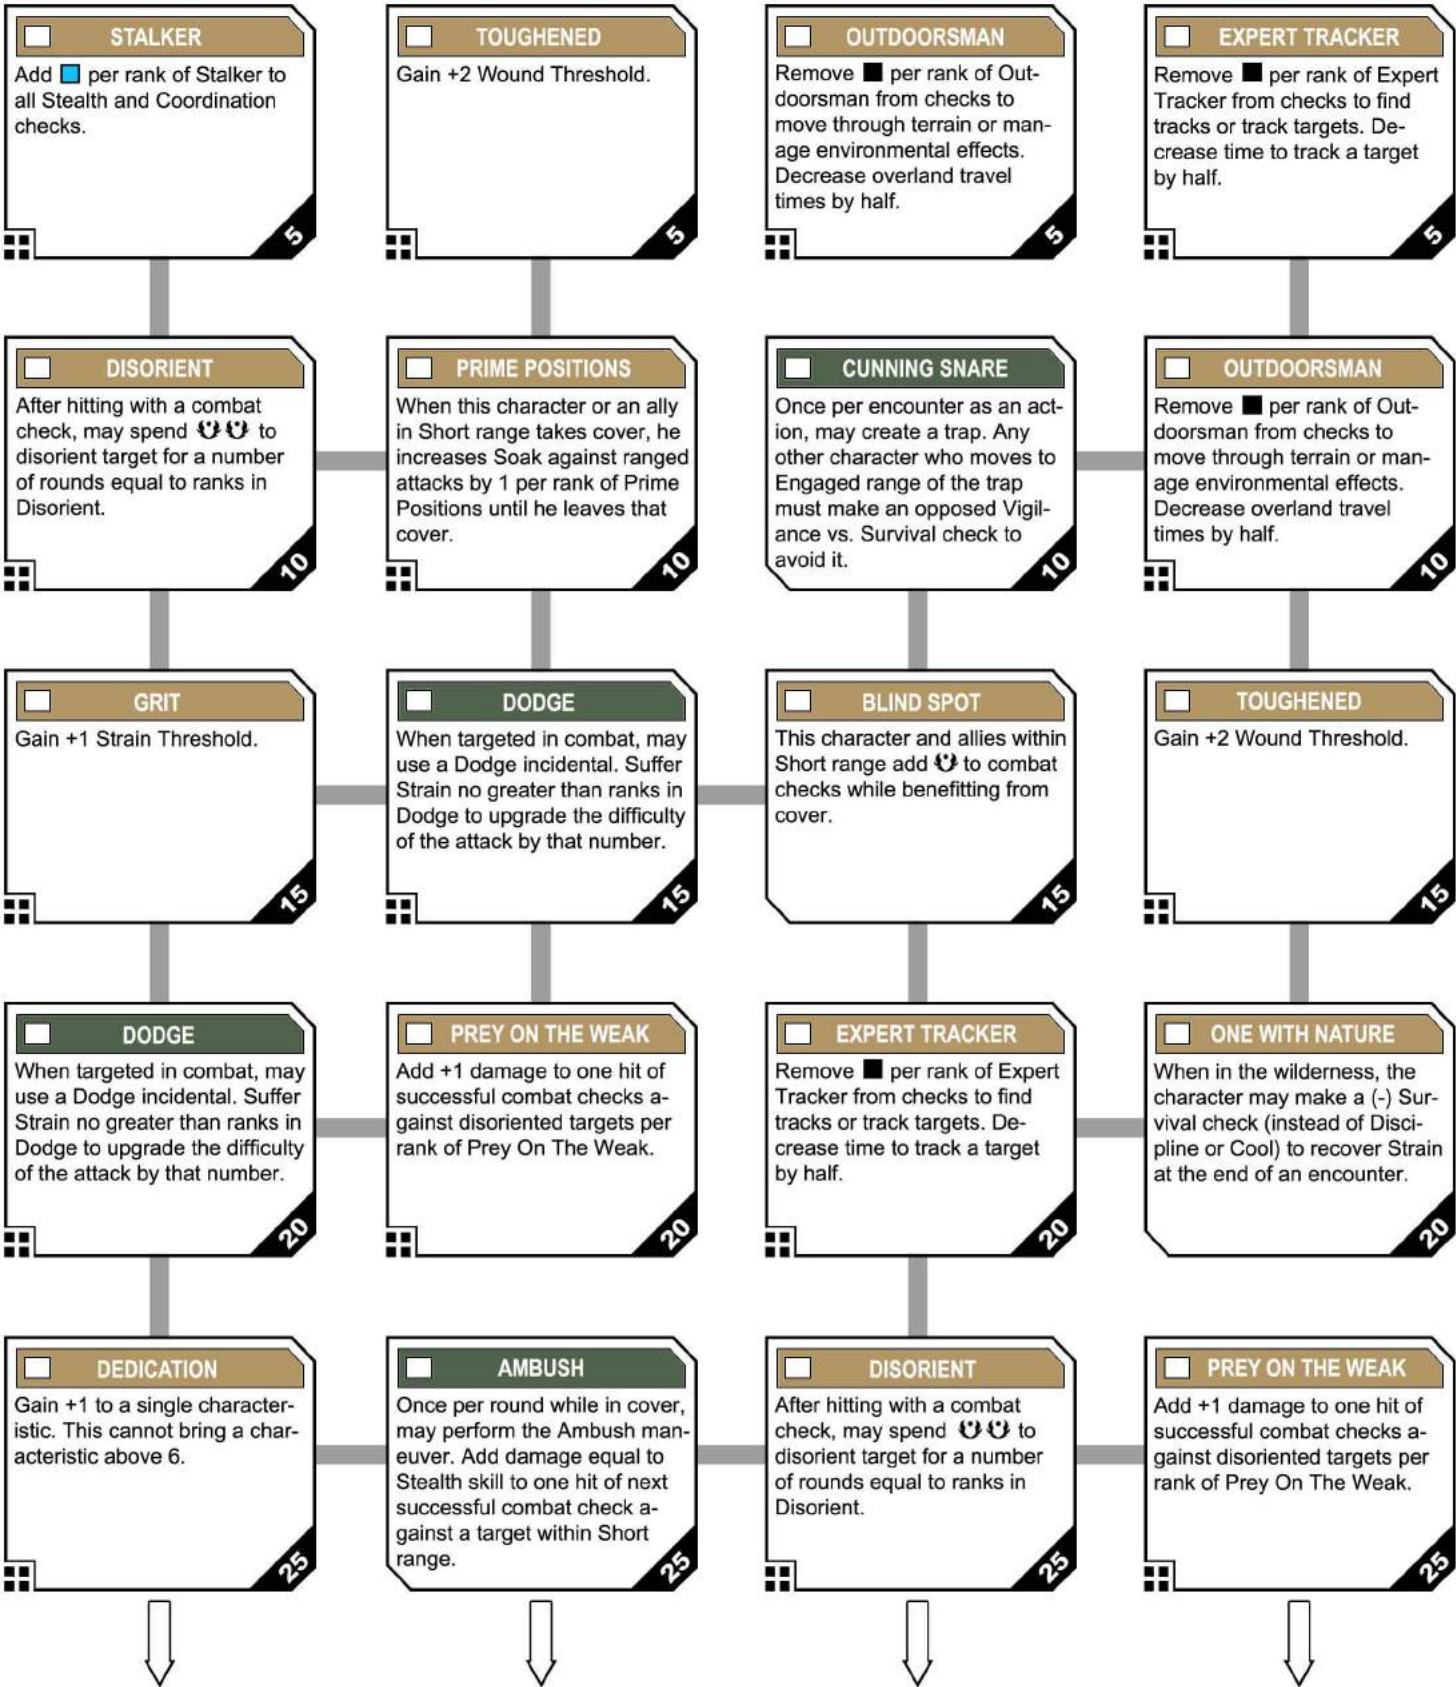 STALKER
Add per rank of Stalker to
all Stealth and Coordination
checks.
5
TOUGHENED
Gain +2 Wound Threshold.
5
OUTDOORSMAN
Remove per rank of Out-
doorsman from checks to
move through terrain or man-
age environmental effects.
Decrease overland travel
times by half.
5
EXPERT TRACKER
Remove per rank of Expert
Tracker from checks to find
tracks or track targets. De-
crease time to track a target
by half.
5
DISORIENT
After hitting with a combat
check, may spend to
disorient target for a number
of rounds equal to ranks in
Disorient.
10
PRIME POSITIONS
When this character or an ally
in Short range takes cover, he
increases Soak against ranged
attacks by 1 per rank of Prime
Positions until he leaves that
cover.
10
CUNNING SNARE
Once per encounter as an act-
ion, may create a trap. Any
other character who moves to
Engaged range of the trap
must make an opposed Vigil-
ance vs. Survival check to
avoid it.
10
OUTDOORSMAN
Remove per rank of Out-
doorsman from checks to
move through terrain or man-
age environmental effects.
Decrease overland travel
times by half.
10
GRIT
Gain +1 Strain Threshold.
15
DODGE
When targeted in combat, may
use a Dodge incidental. Suffer
Strain no greater than ranks in
Dodge to upgrade the difficulty
of the attack by that number.
15
BLIND SPOT
This character and allies within
Short range add to combat
checks while benefitting from
cover.
15
TOUGHENED
Gain +2 Wound Threshold.
15
DODGE
When targeted in combat, may
use a Dodge incidental. Suffer
Strain no greater than ranks in
Dodge to upgrade the difficulty
of the attack by that number.
20
PREY ON THE WEAK
Add +1 damage to one hit of
successful combat checks a-
gainst disoriented targets per
rank of Prey On The Weak.
20
EXPERT TRACKER
Remove per rank of Expert
Tracker from checks to find
tracks or track targets. De-
crease time to track a target
by half.
20
ONE WITH NATURE
When in the wilderness, the
character may make a (-) Sur-
vival check (instead of Disci-
pline or Cool) to recover Strain
at the end of an encounter.
20
DEDICATION
Gain +1 to a single character-
istic. This cannot bring a char-
acteristic above 6.
25
AMBUSH
Once per round while in cover,
may perform the Ambush man-
euver. Add damage equal to
Stealth skill to one hit of next
successful combat check a-
gainst a target within Short
range.
25
DISORIENT
After hitting with a combat
check, may spend to
disorient target for a number
of rounds equal to ranks in
Disorient.
25
PREY ON THE WEAK
Add +1 damage to one hit of
successful combat checks a-
gainst disoriented targets per
rank of Prey On The Weak.
25